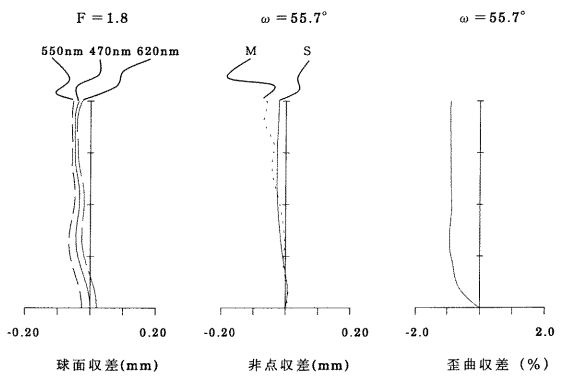 F = 1.8
ω = 55.7°
ω = 55.7°
550nm 470nm 620nm
M
S
-0.20
0.20
-0.20
0.20
-2.0
0
2.0
球面収差(mm)
非点収差(mm)
歪曲収差 (%)